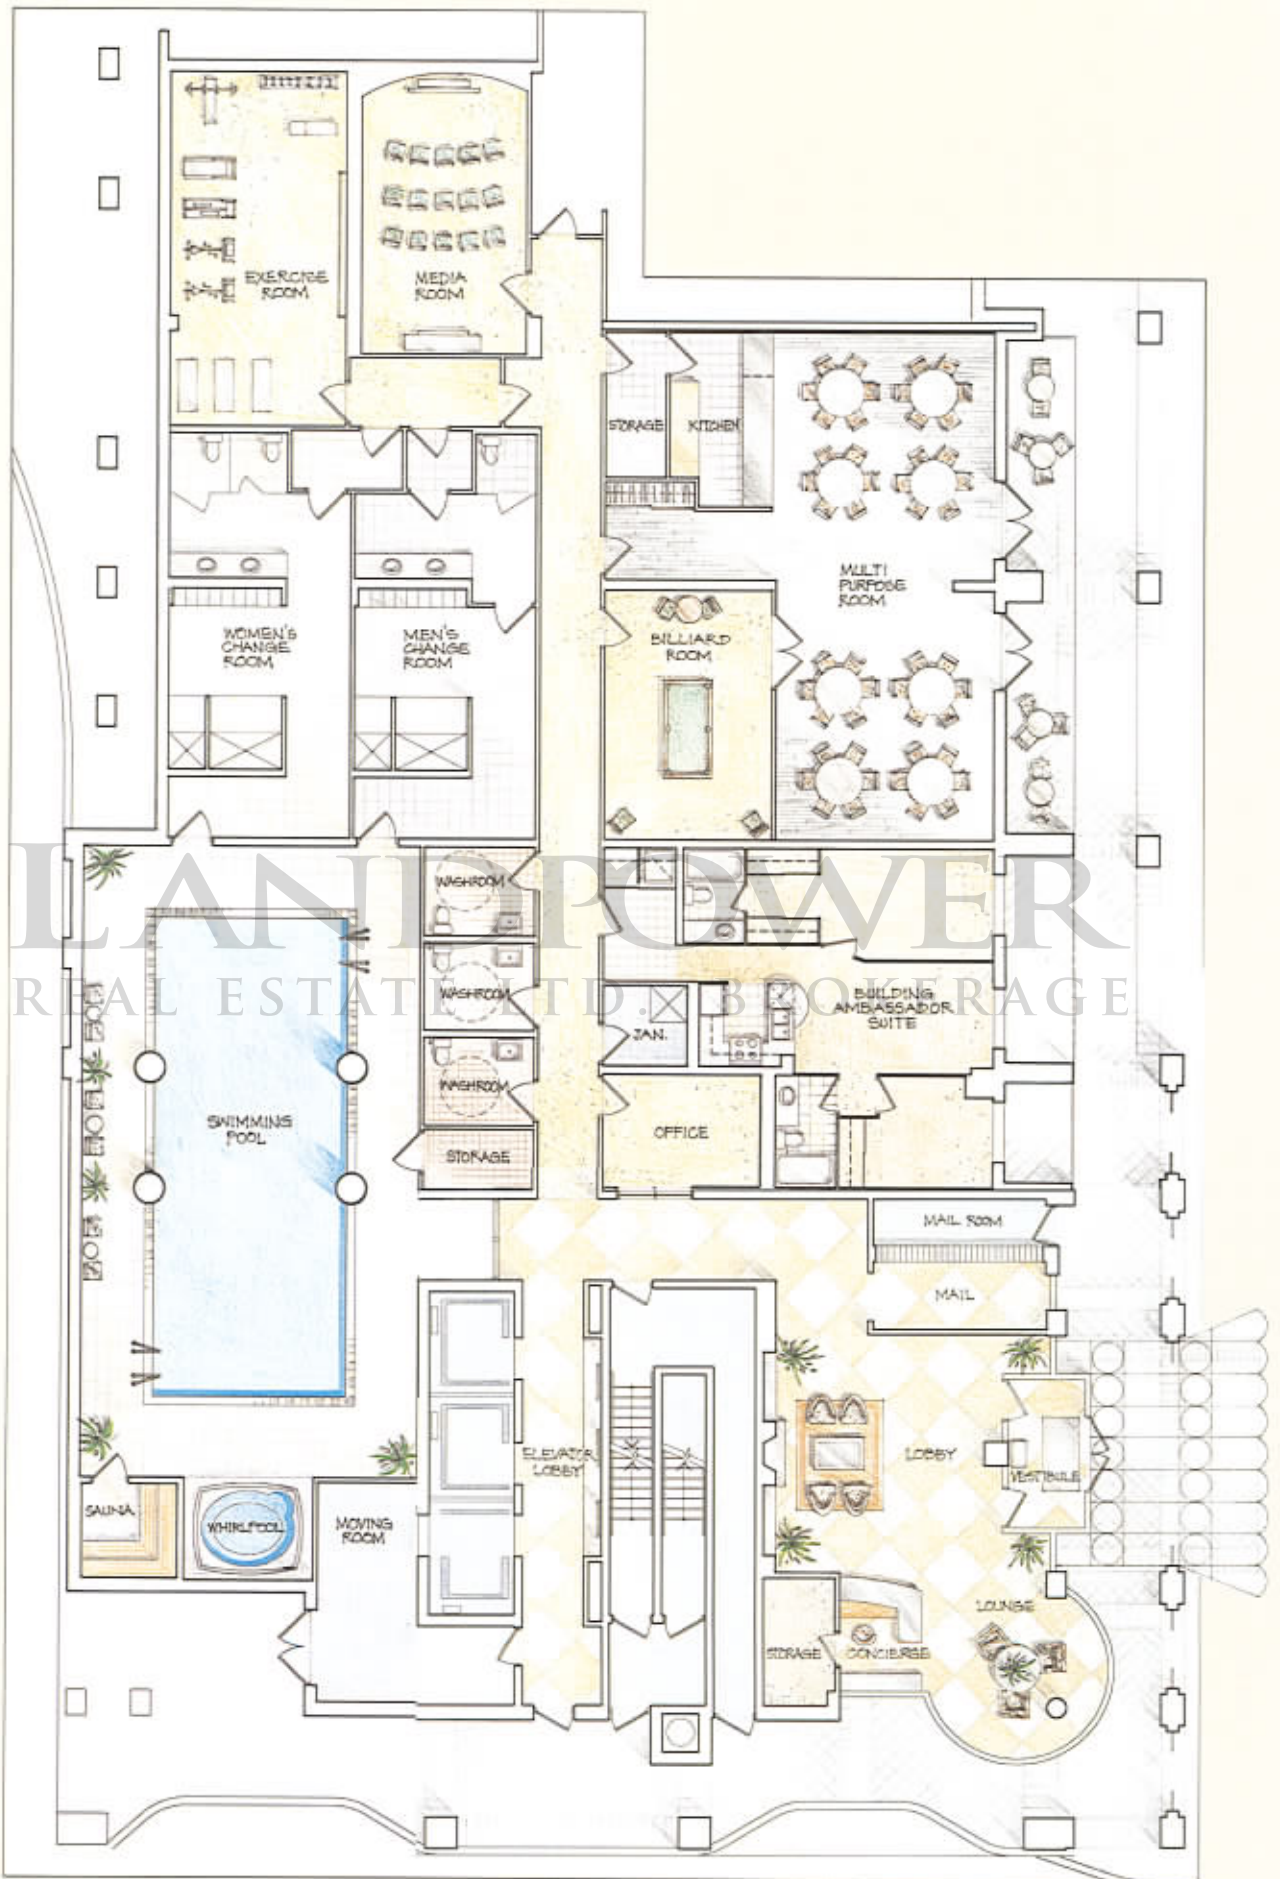 EXERCISE
ROOM
MEDIA
ROOM
STORAGE
KITCHEN
MULTI
PURPOSE
ROOM
WOMEN'S
CHANGE
ROOM
MEN'S
CHANGE
ROOM
BILLIARD
ROOM
LANDPOWER
REAL ESTATE LTD. BROKERAGE
WASHROOM
WASHROOM
WASHROOM
STORAGE
JAN.
BUILDING
AMBASSADOR
SUITE
OFFICE
SWIMMING
POOL
MAIL ROOM
MAIL
ELEVATOR
LOBBY
LOBBY
VESTIBULE
SAUNA
WHIRLPOOL
MOVING
ROOM
LOUNGE
STORAGE
CONCIERGE